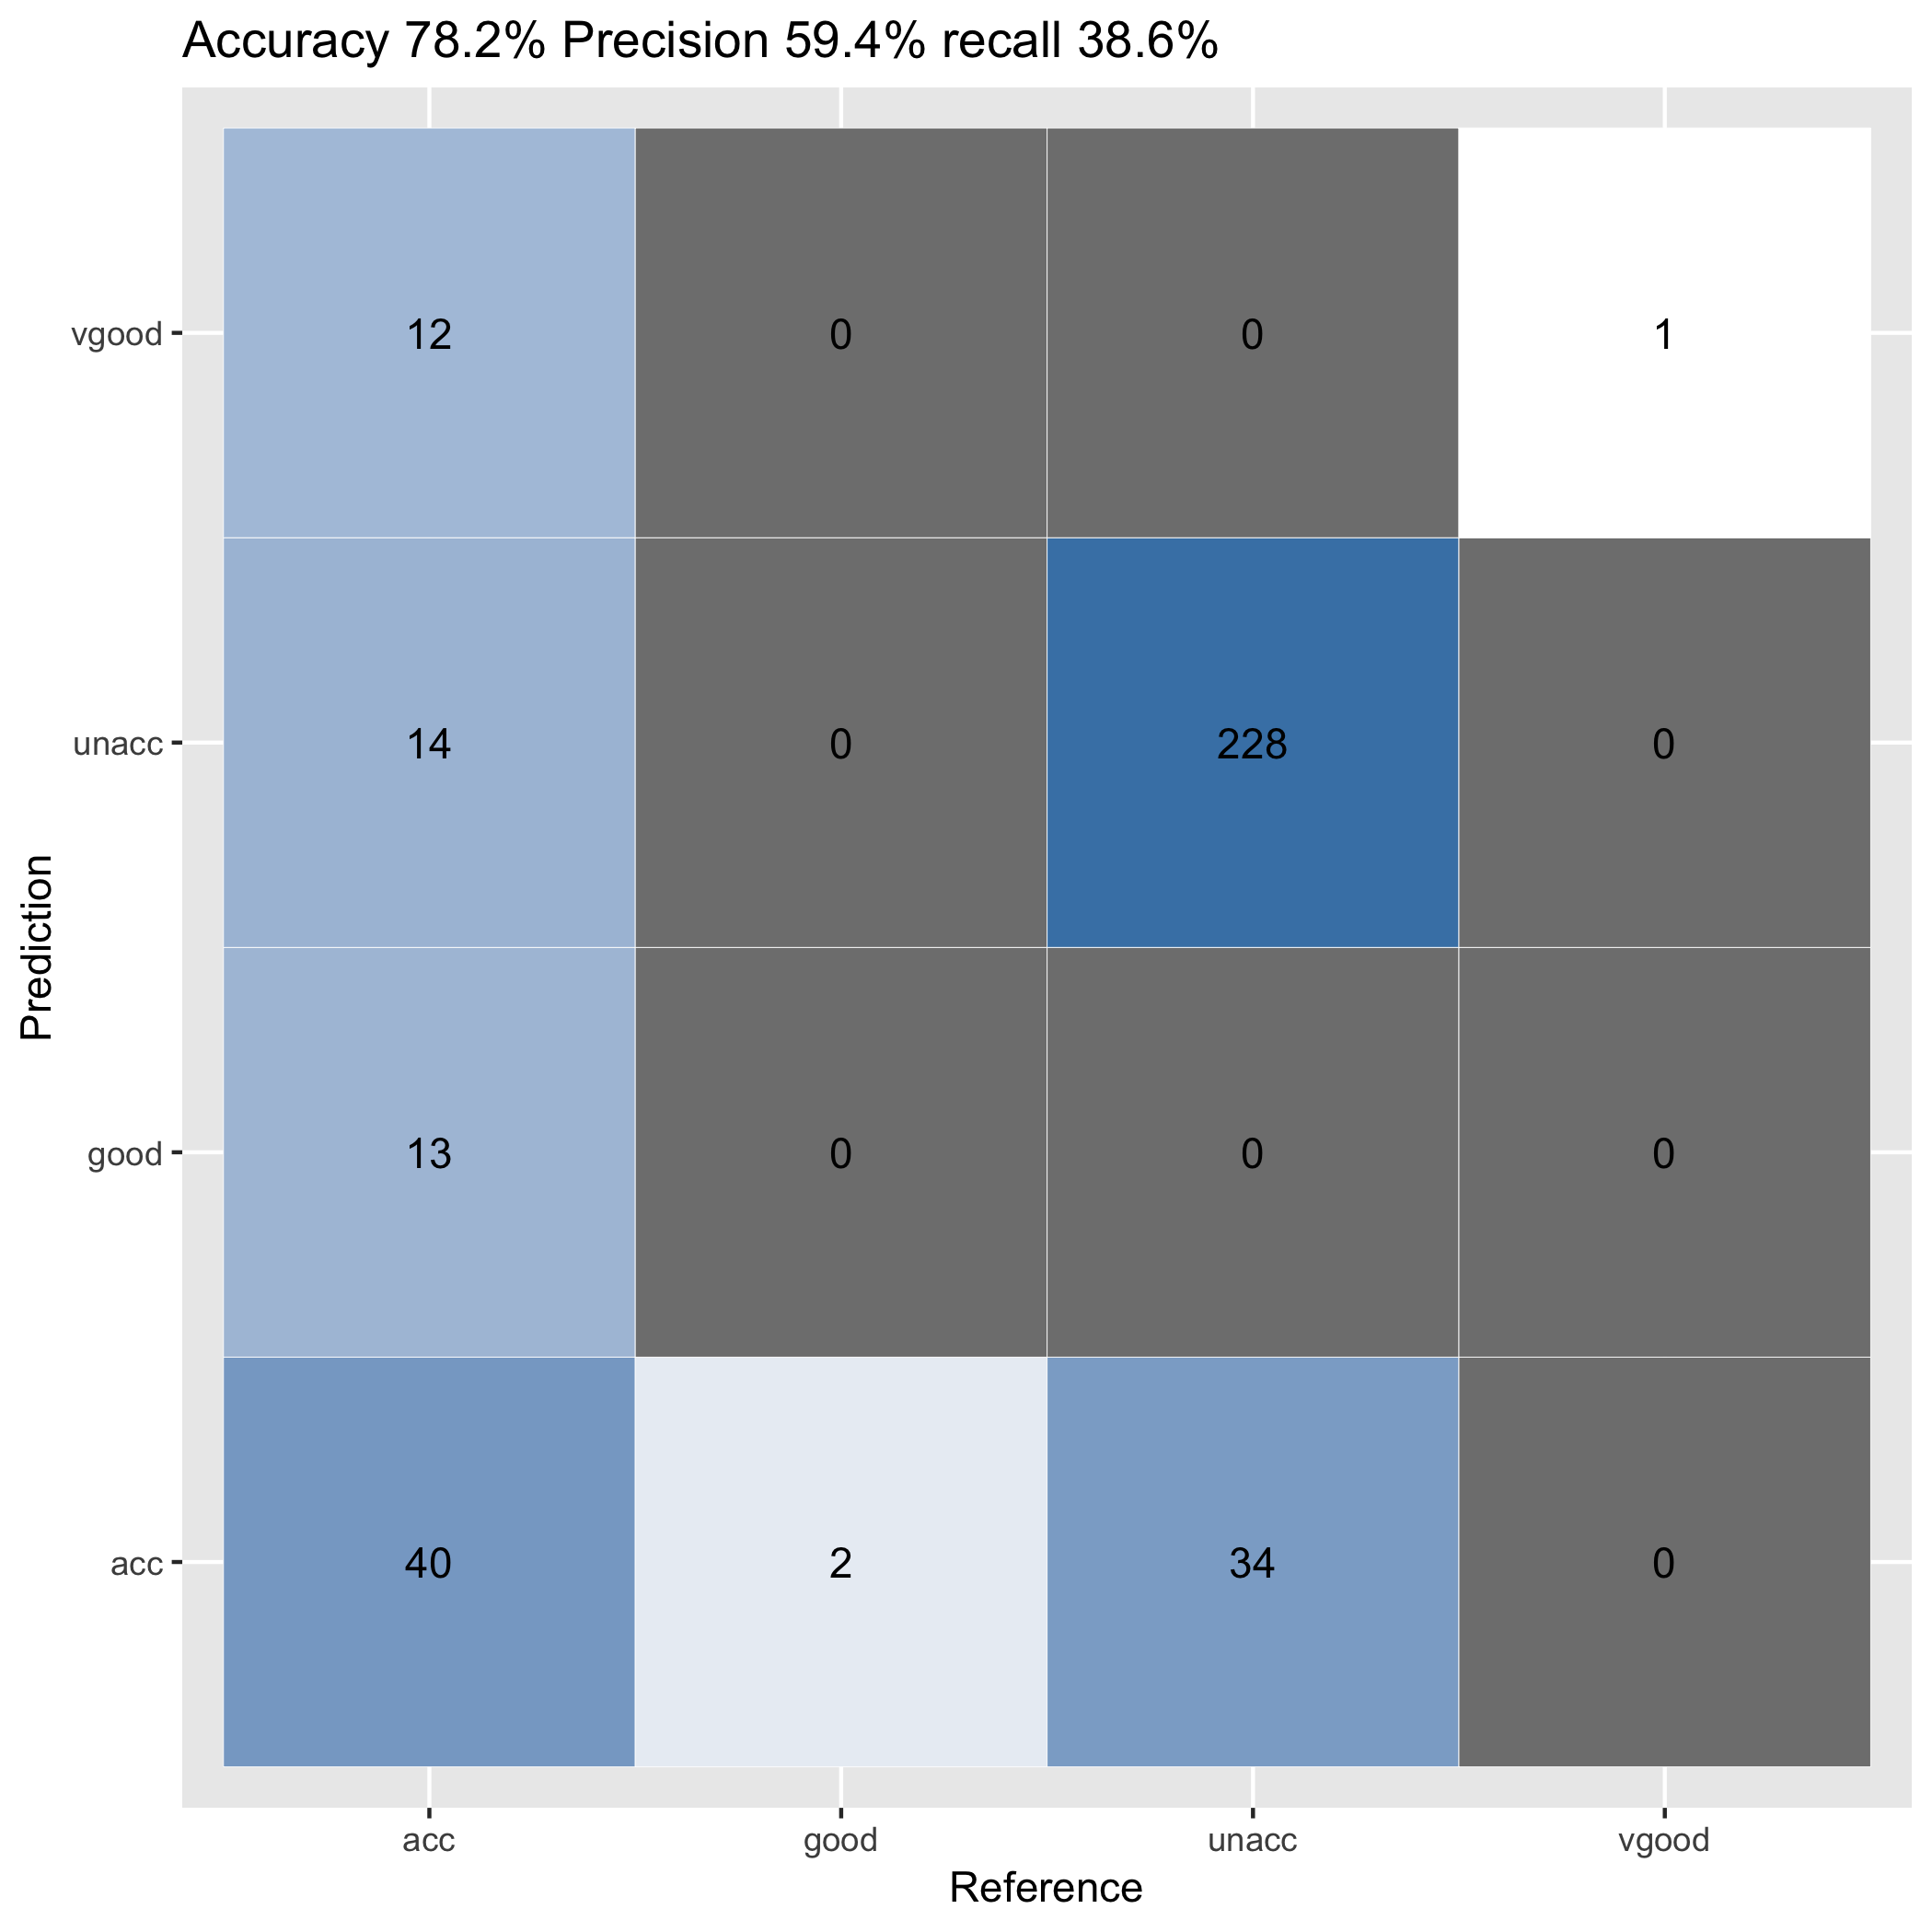 Accuracy 78.2% Precision 59.4% recall 38.6%
vgood 12 0 0 1
unacc 14 0 228 0
good 13 0 0 0
acc 40 2 34 0
Prediction
acc good unacc vgood
Reference